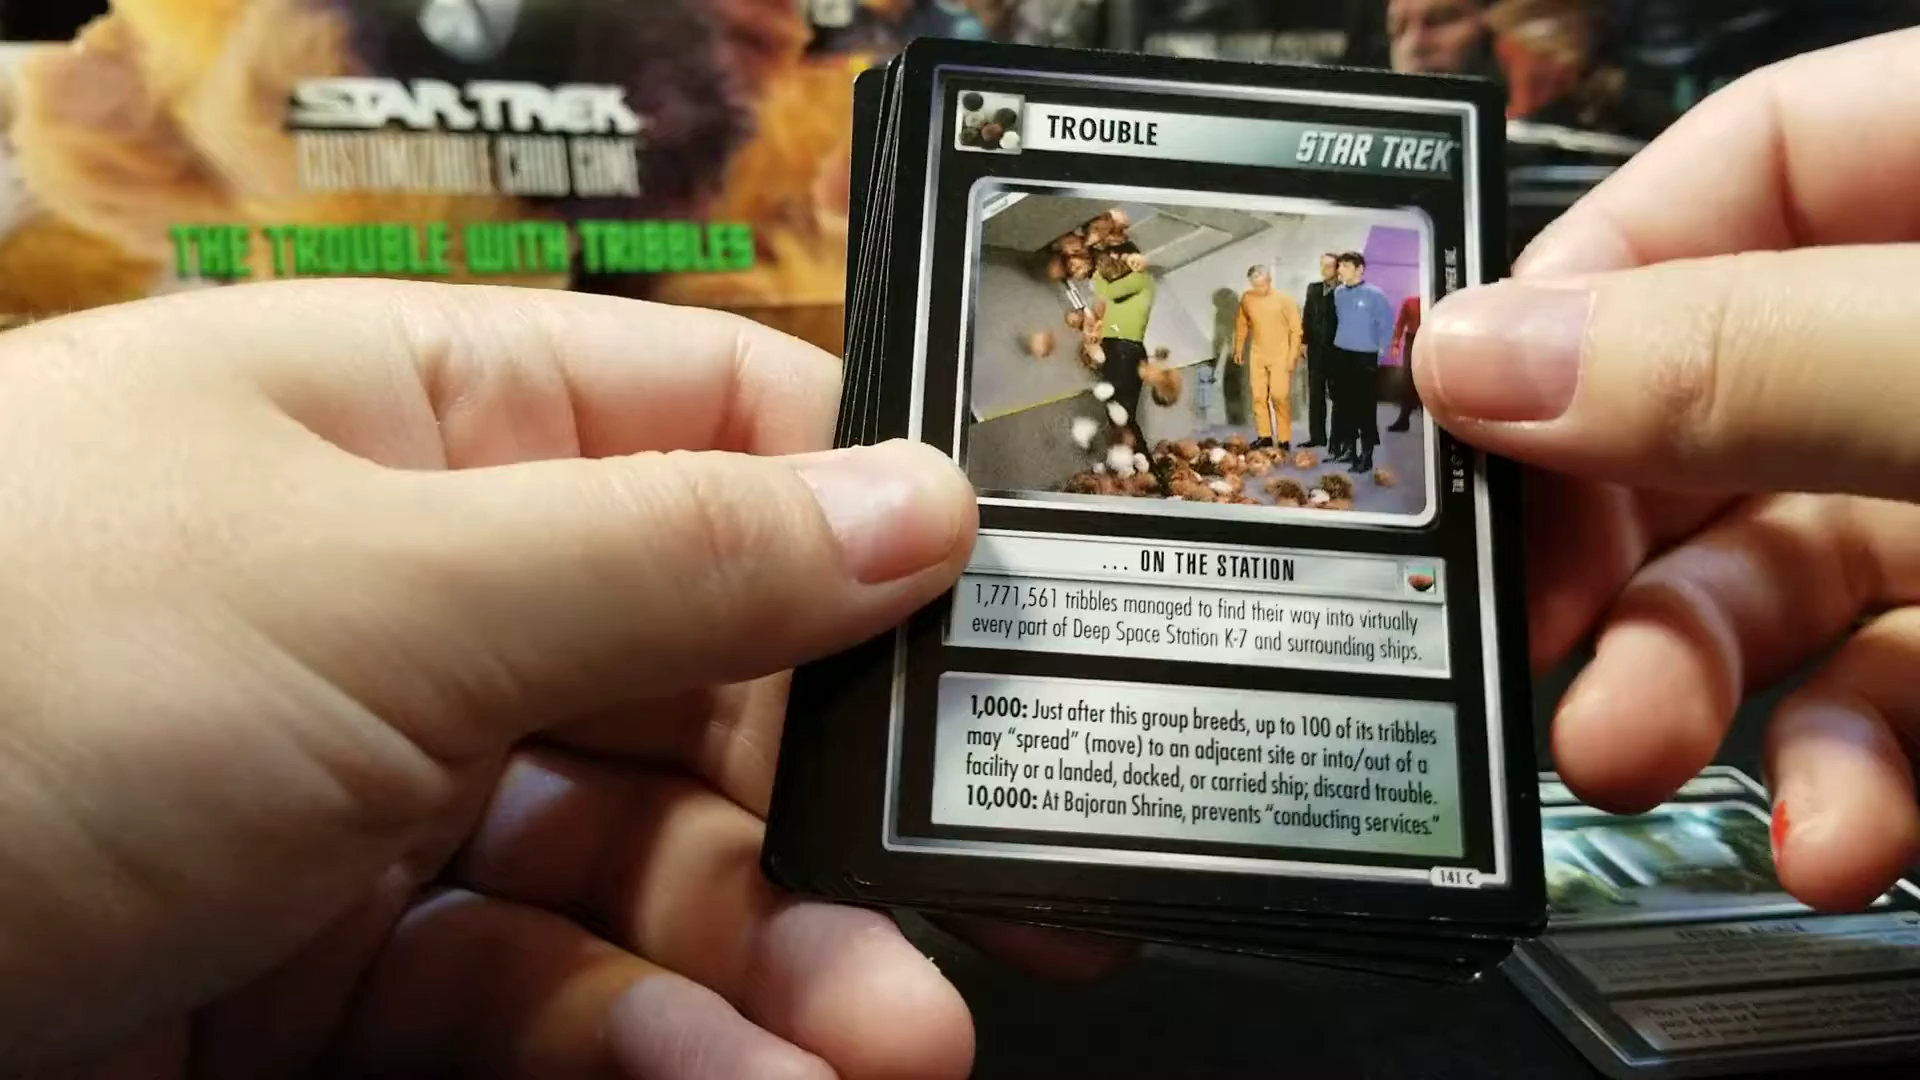 STAR TREK
CUSTOMIZABLE CARD GAME
THE TROUBLE WITH TRIBBLES
TROUBLE
STAR TREK
... ON THE STATION
1,771,561 tribbles managed to find their way into virtually
every part of Deep Space Station K-7 and surrounding ships.
1,000: Just after this group breeds, up to 100 of its tribbles
may "spread" (move) to an adjacent site or into/out of a
facility or a landed, docked, or carried ship; discard trouble.
10,000: At Bajoran Shrine, prevents "conducting services."
141 C